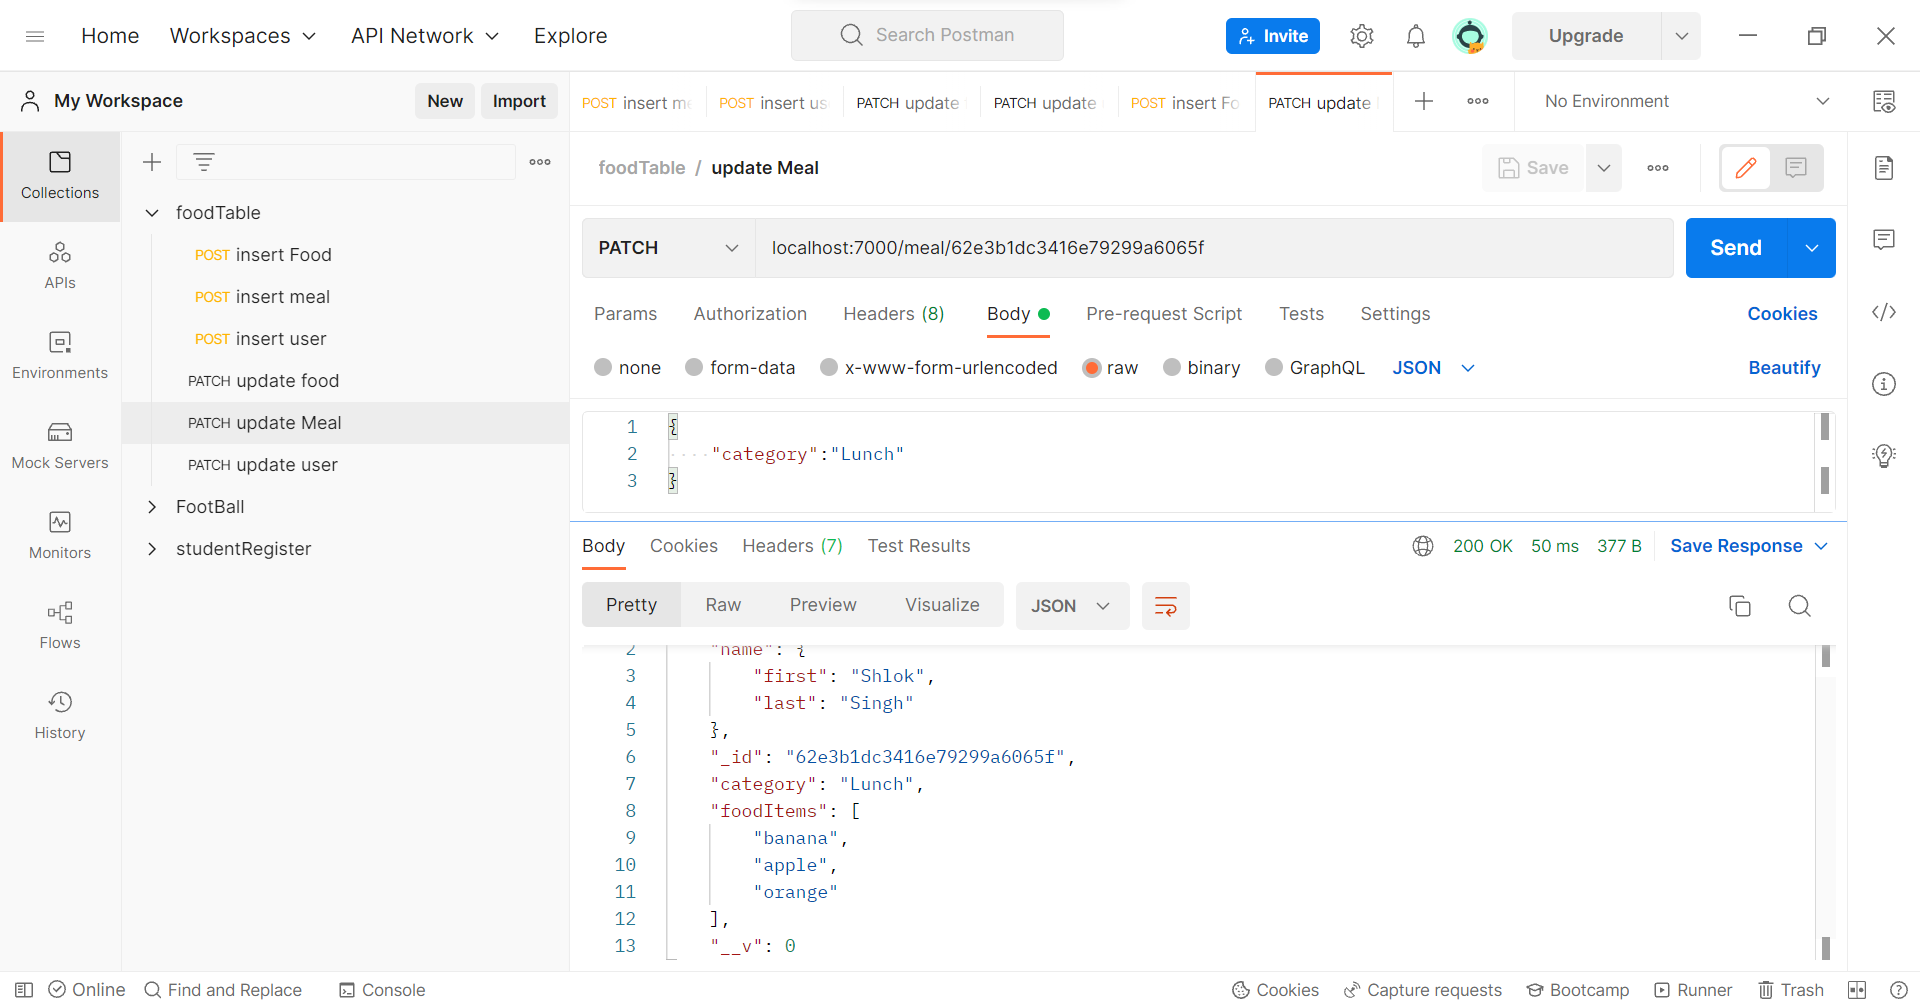 Home Workspaces API Network Explore Search Postman Invite Upgrade
My Workspace New Import
POST insert me POST insert us PATCH update PATCH update POST insert Fo PATCH update No Environment
Collections
APIs
Environments
Mock Servers
Monitors
Flows
History
foodTable
POST insert Food
POST insert meal
POST insert user
PATCH update food
PATCH update Meal
PATCH update user
FootBall
studentRegister
foodTable / update Meal Save
PATCH localhost:7000/meal/62e3b1dc3416e79299a6065f Send
Params Authorization Headers (8) Body Pre-request Script Tests Settings Cookies
none form-data x-www-form-urlencoded raw binary GraphQL JSON Beautify
1 {
2 "category":"Lunch"
3 }
Body Cookies Headers (7) Test Results 200 OK 50 ms 377 B Save Response
Pretty Raw Preview Visualize JSON
2 "name": {
3 "first": "Shlok",
4 "last": "Singh"
5 },
6 "_id": "62e3b1dc3416e79299a6065f",
7 "category": "Lunch",
8 "foodItems": [
9 "banana",
10 "apple",
11 "orange"
12 ],
13 "__v": 0
Online Find and Replace Console Cookies Capture requests Bootcamp Runner Trash